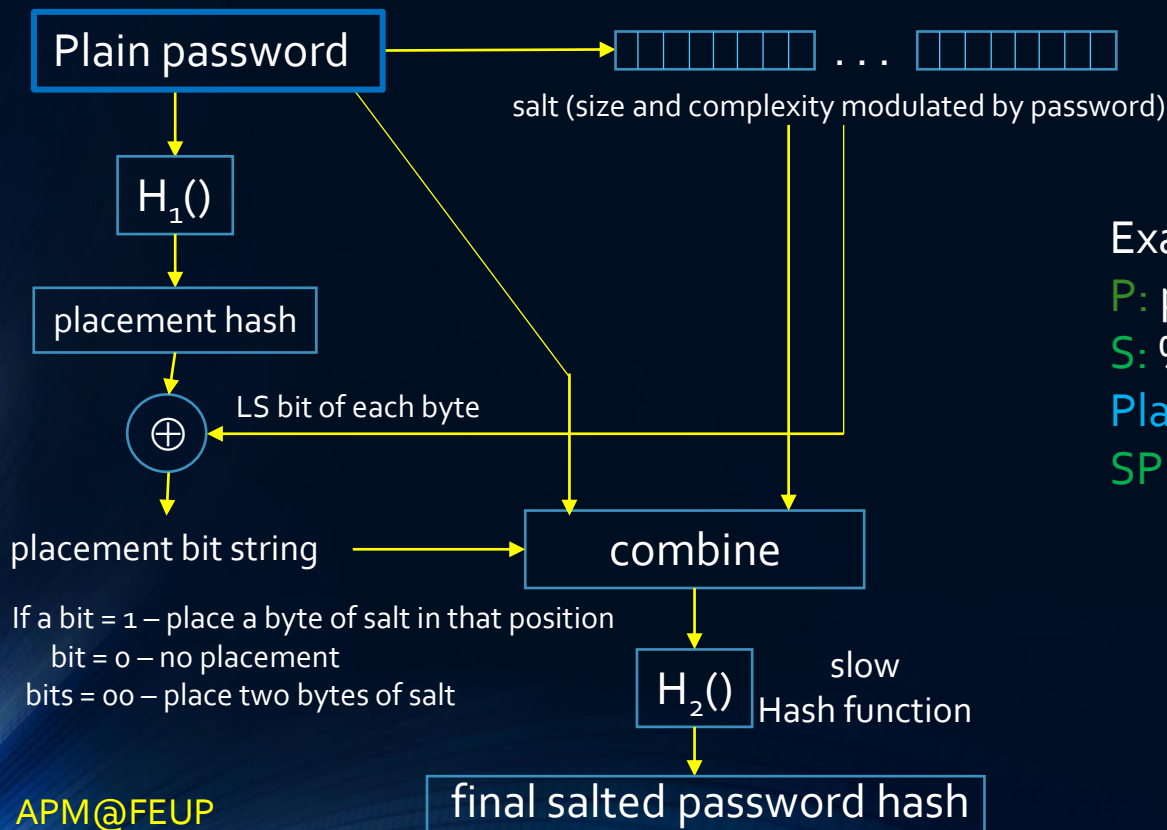 Plain password
. . .
salt (size and complexity modulated by password)
H₁()
placement hash
LS bit of each byte
⊕
placement bit string
combine
If a bit = 1 – place a byte of salt in that position
bit = 0 – no placement
bits = 00 – place two bytes of salt
H₂()
slow
Hash function
final salted password hash
APM@FEUP
P:
S:
SP